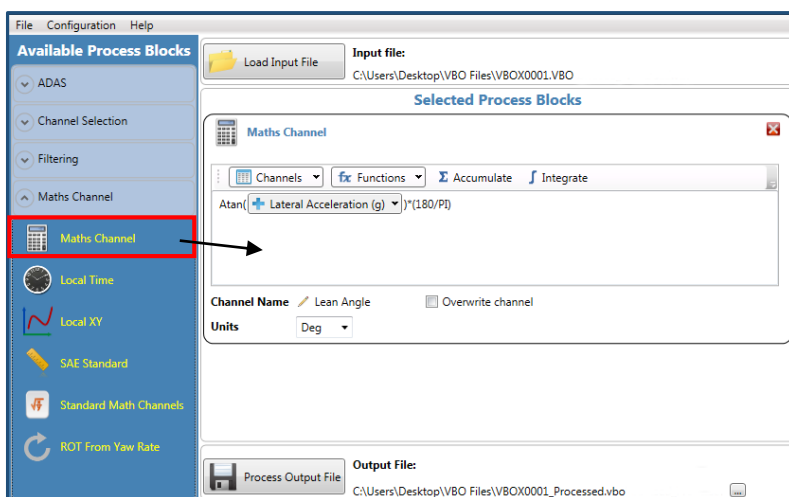 File Configuration Help
Available Process Blocks
ADAS
Channel Selection
Filtering
Maths Channel
Maths Channel
Local Time
Local XY
SAE Standard
Standard Math Channels
ROT From Yaw Rate
Load Input File
Input file:
C:\Users\Desktop\VBO Files\VBOX0001.VBO
Selected Process Blocks
Maths Channel
Channels fx Functions Σ Accumulate ∫ Integrate
Atan( Lateral Acceleration (g) )*(180/PI)
Channel Name Lean Angle Overwrite channel
Units Deg
Process Output File
Output File:
C:\Users\Desktop\VBO Files\VBOX0001_Processed.vbo ...